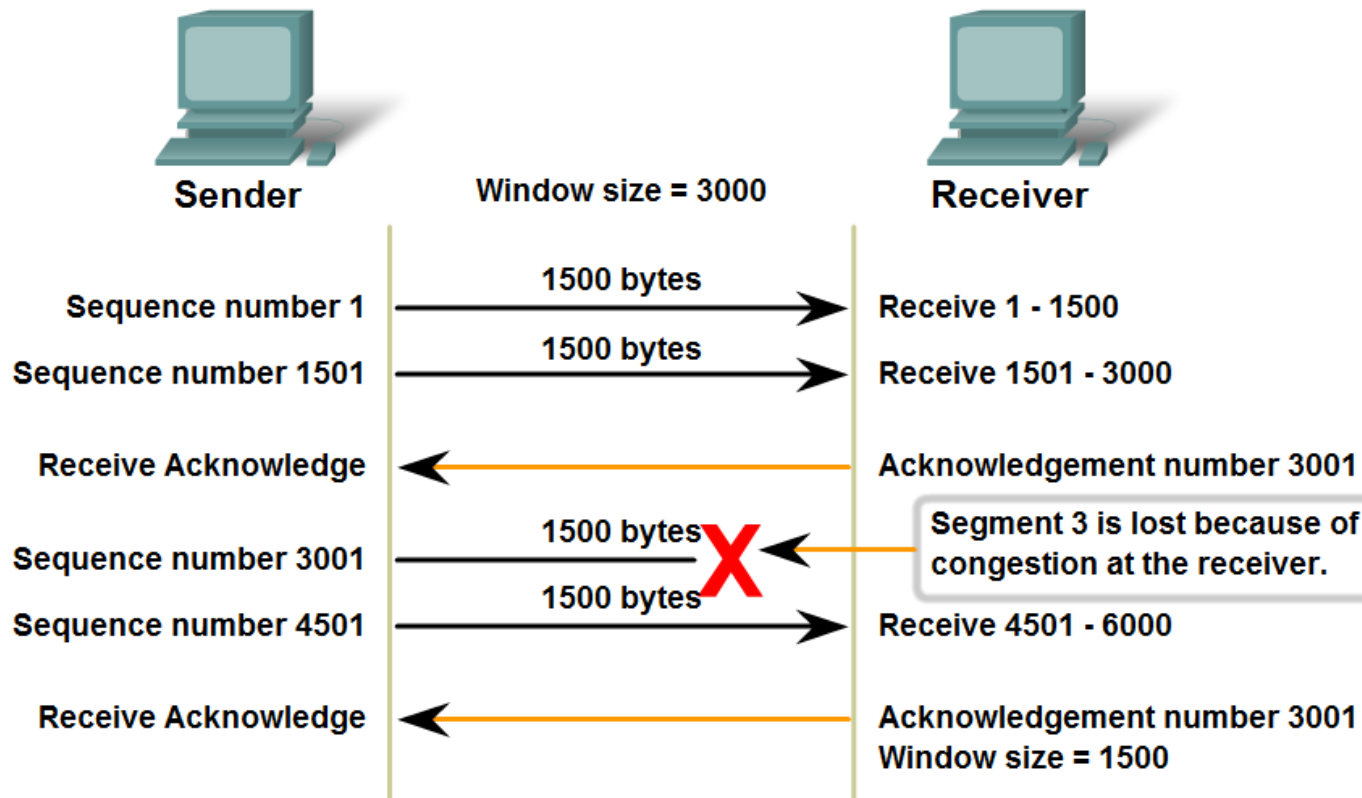 Sender
Window size = 3000
Receiver
1500 bytes
Sequence number 1
Receive 1 - 1500
1500 bytes
Sequence number 1501
Receive 1501 - 3000
Receive Acknowledge
Acknowledgement number 3001
1500 bytes
Sequence number 3001
X
Segment 3 is lost because of
congestion at the receiver.
1500 bytes
Sequence number 4501
Receive 4501 - 6000
Receive Acknowledge
Acknowledgement number 3001
Window size = 1500